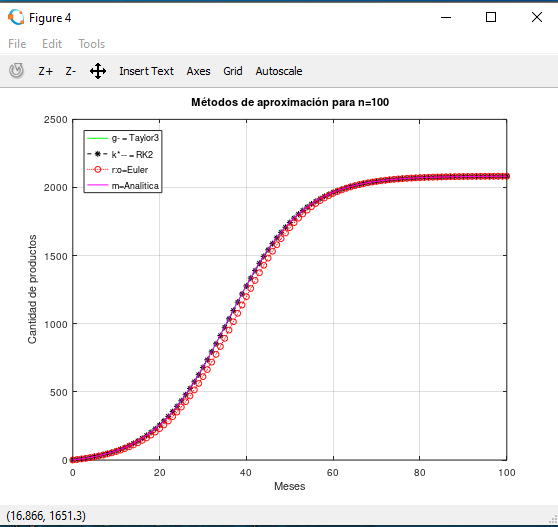 Figure 4
File Edit Tools
Z+ Z- Insert Text Axes Grid Autoscale
Métodos de aproximación para n=100
2500
2000
1500
1000
500
0
Cantidad de productos
g- = Taylor3
k*-- = RK2
r:o=Euler
m=Analitica
0 20 40 60 80 100
Meses
(16.866, 1651.3)